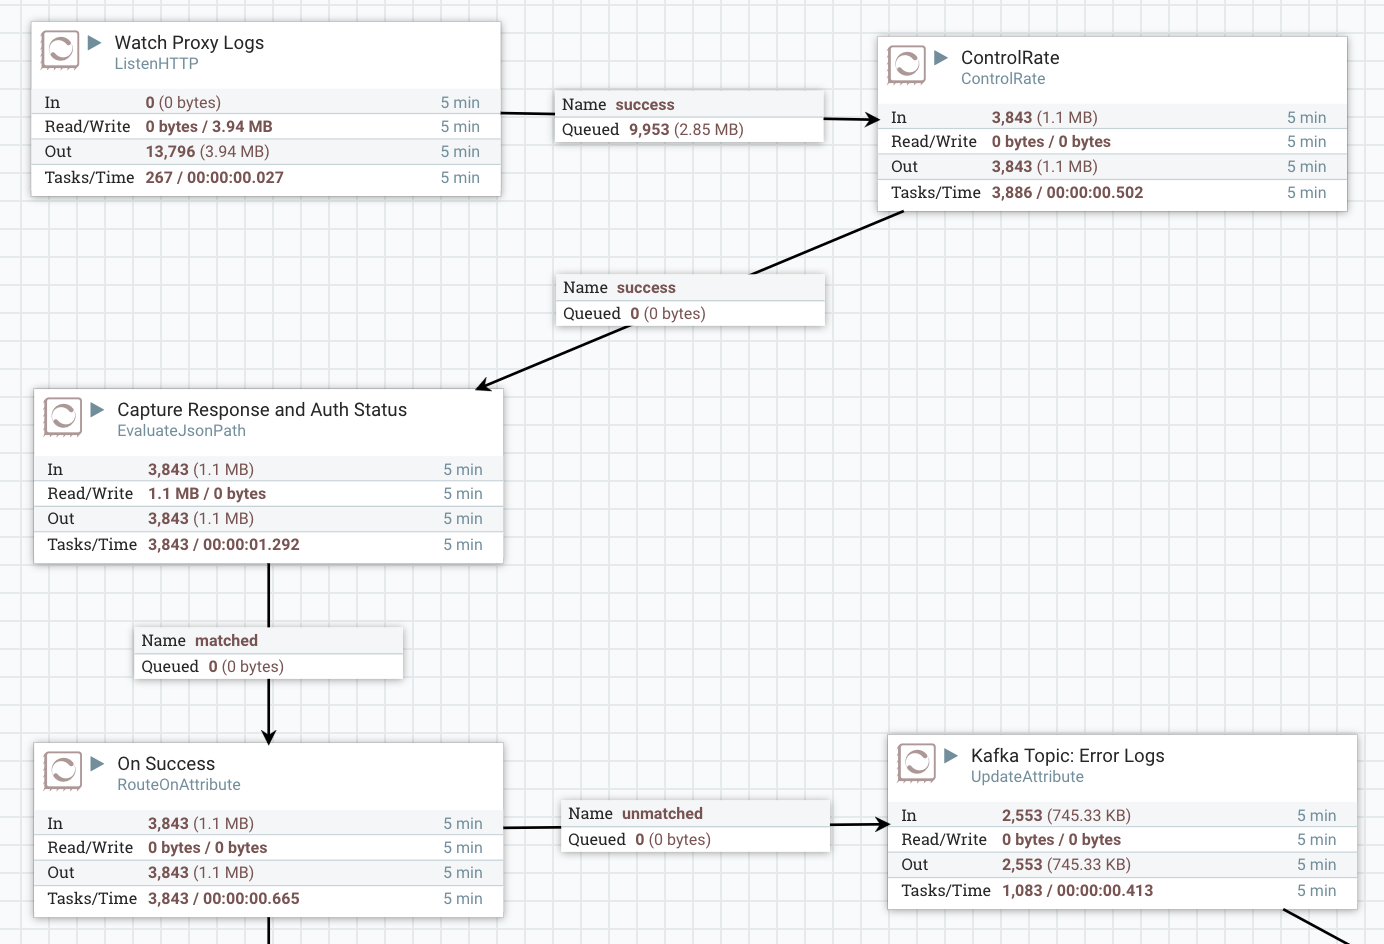 Watch Proxy Logs
ListenHTTP
In 0 (0 bytes) 5 min
Read/Write 0 bytes / 3.94 MB 5 min
Out 13,796 (3.94 MB) 5 min
Tasks/Time 267 / 00:00:00.027 5 min
Name success
Queued 9,953 (2.85 MB)
ControlRate
ControlRate
In 3,843 (1.1 MB) 5 min
Read/Write 0 bytes / 0 bytes 5 min
Out 3,843 (1.1 MB) 5 min
Tasks/Time 3,886 / 00:00:00.502 5 min
Name success
Queued 0 (0 bytes)
Capture Response and Auth Status
EvaluateJsonPath
In 3,843 (1.1 MB) 5 min
Read/Write 1.1 MB / 0 bytes 5 min
Out 3,843 (1.1 MB) 5 min
Tasks/Time 3,843 / 00:00:01.292 5 min
Name matched
Queued 0 (0 bytes)
On Success
RouteOnAttribute
In 3,843 (1.1 MB) 5 min
Read/Write 0 bytes / 0 bytes 5 min
Out 3,843 (1.1 MB) 5 min
Tasks/Time 3,843 / 00:00:00.665 5 min
Name unmatched
Queued 0 (0 bytes)
Kafka Topic: Error Logs
UpdateAttribute
In 2,553 (745.33 KB) 5 min
Read/Write 0 bytes / 0 bytes 5 min
Out 2,553 (745.33 KB) 5 min
Tasks/Time 1,083 / 00:00:00.413 5 min